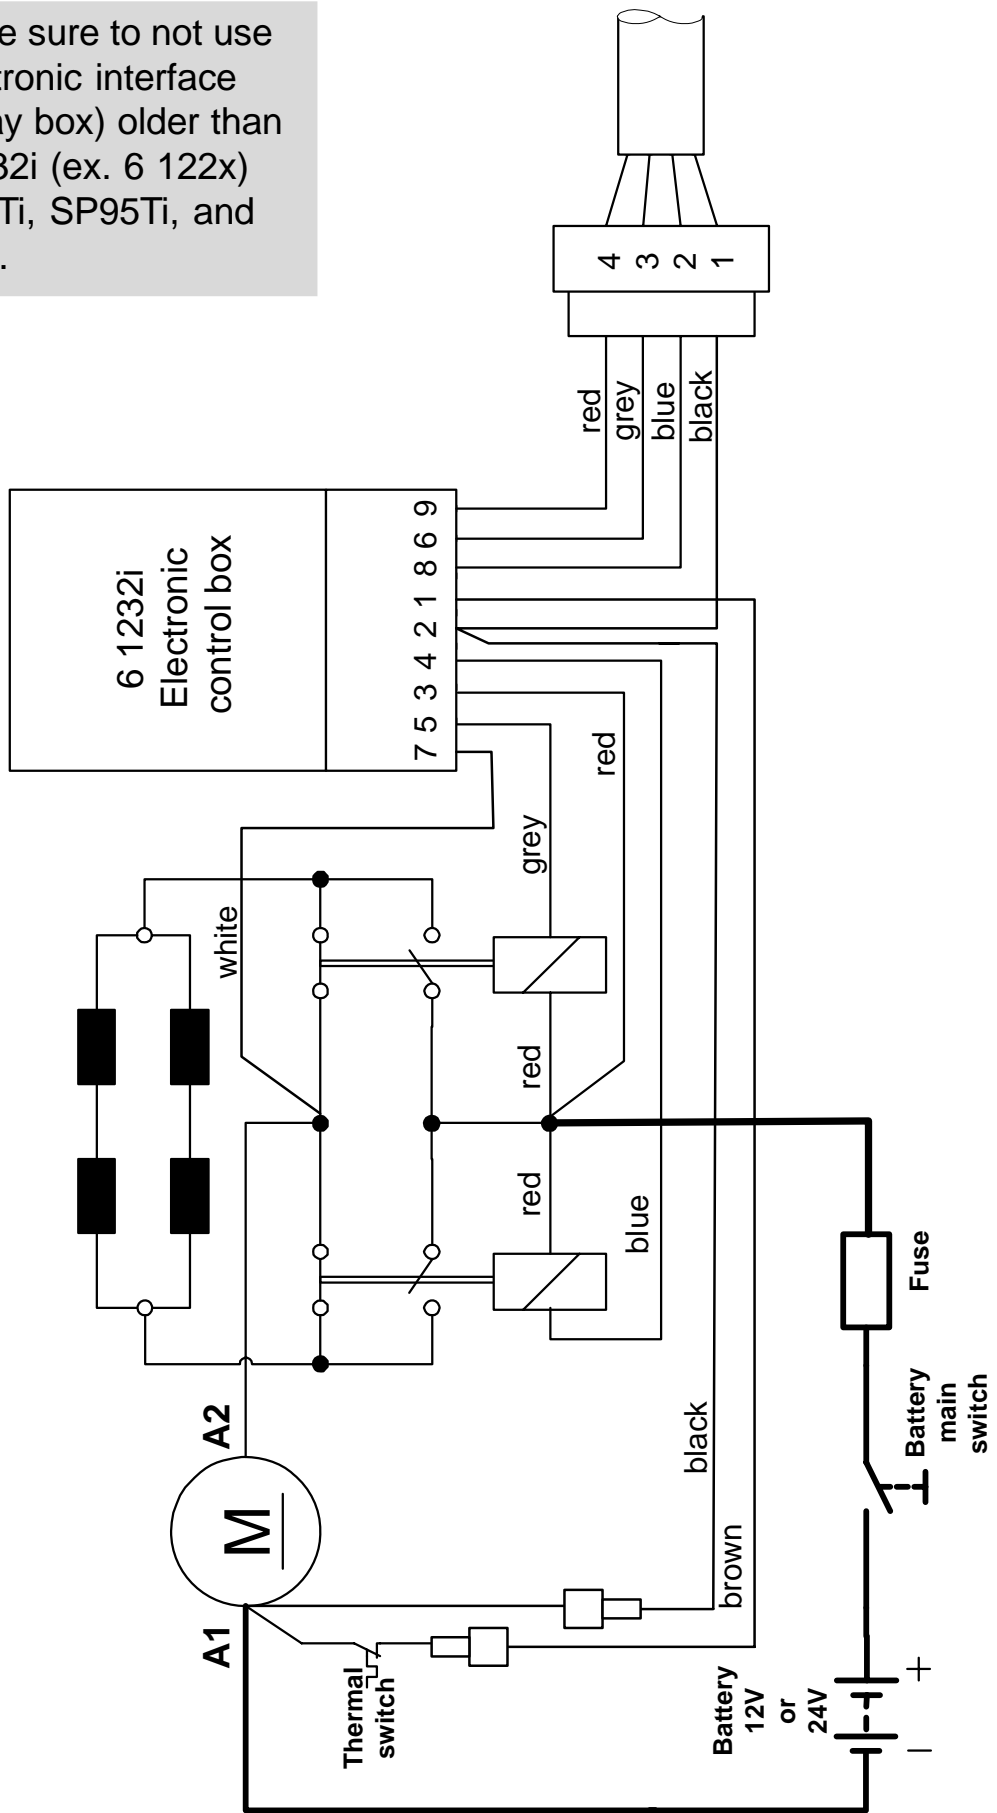 e sure to not use
tronic interface
ay box) older than
32i (ex. 6 122x)
Ti, SP95Ti, and
.
4
3
2
1
red
grey
blue
black
6 1232i
Electronic
control box
9
6
8
1
2
4
3
5
7
red
grey
white
red
red
blue
Fuse
Battery
main
switch
A2
M
A1
black
brown
Thermal
switch
Battery
12V
or
24V
+
−